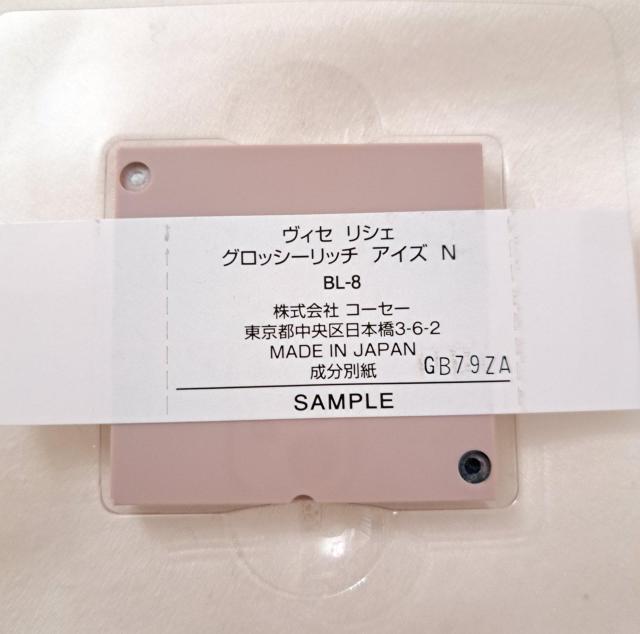 ヴィセ リシェ
グロッシーリッチ アイズ N
BL-8
株式会社 コーセー
東京都中央区日本橋3-6-2
MADE IN JAPAN
成分別紙 GB79ZA
SAMPLE